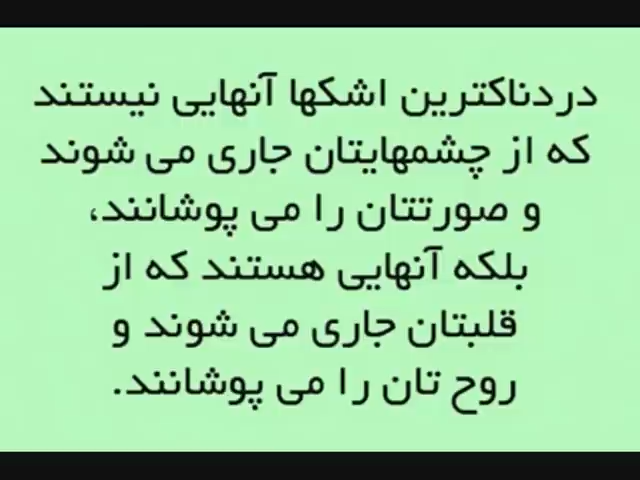 دردناکترین اشکها آنهایی نیستند
که از چشمهایتان جاری می شوند
و صورتتان را می پوشانند،
بلکه آنهایی هستند که از
قلبتان جاری می شوند و
روح تان را می پوشانند.